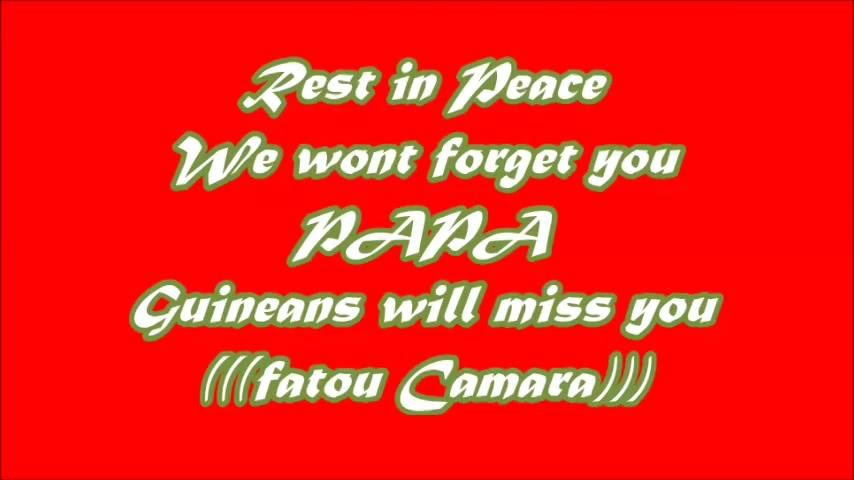 Rest in Peace
We wont forget you
PAPA
Guineans will miss you
(((fatou Camara))))